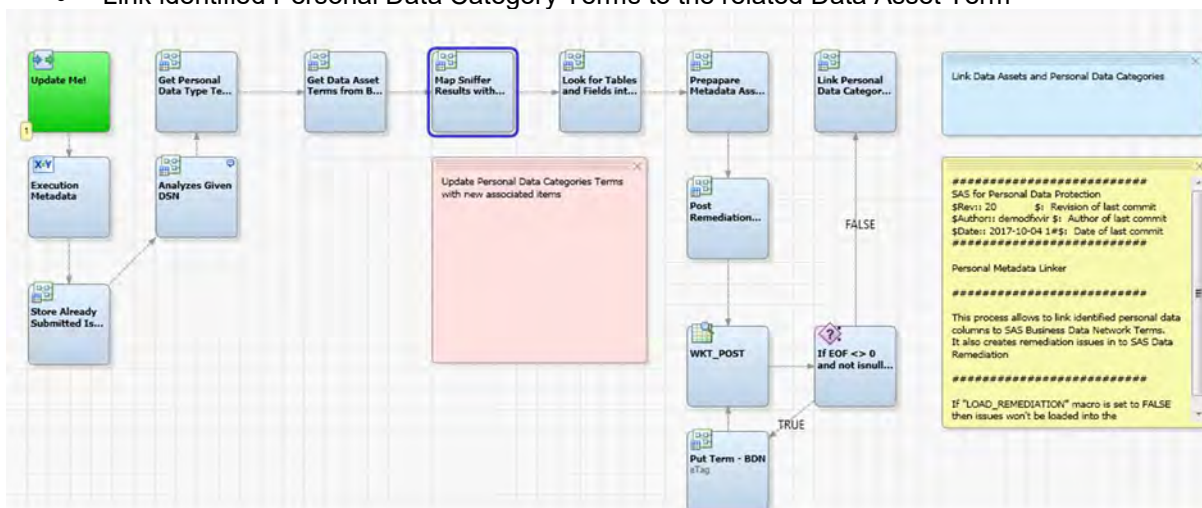 • Link Identified Personal Data Category Terms to the related Data Asset Term
Update Me!
1
Get Personal
Data Type Te...
Get Data Asset
Terms from B...
Map Sniffer
Results with...
Look for Tables
and Fields int...
Prepapare
Metadata Ass...
Link Personal
Data Categor...
Link Data Assets and Personal Data Categories
X-Y
Execution
Metadata
Analyzes Given
DSN
Update Personal Data Categories Terms
with new associated items
Post
Remediation...
FALSE
Store Already
Submitted Is...
WKT_POST
If EOF <> 0
and not isnull...
TRUE
Put Term - BDN
eTag
##########################
SAS for Personal Data Protection
$Rev:: 20 $: Revision of last commit
$Author:: demodfxvir $: Author of last commit
$Date:: 2017-10-04 1#$: Date of last commit
##########################
Personal Metadata Linker
##########################
This process allows to link identified personal data
columns to SAS Business Data Network Terms.
It also creates remediation issues in to SAS Data
Remediation
##########################
If "LOAD_REMEDIATION" macro is set to FALSE
then issues won't be loaded into the